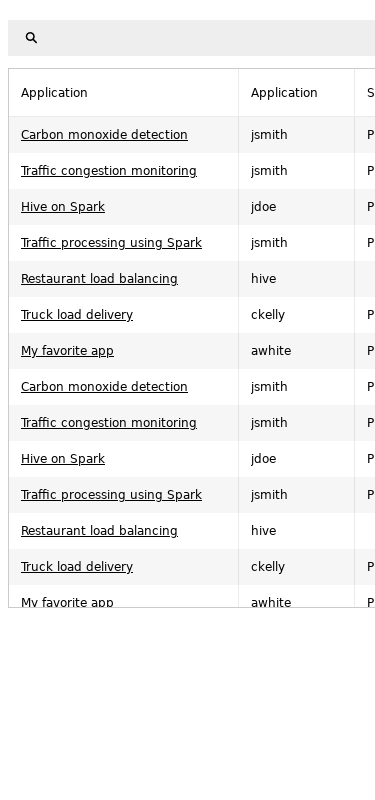 Application Application S
Carbon monoxide detection jsmith P
Traffic congestion monitoring jsmith P
Hive on Spark jdoe P
Traffic processing using Spark jsmith P
Restaurant load balancing hive
Truck load delivery ckelly P
My favorite app awhite P
Carbon monoxide detection jsmith P
Traffic congestion monitoring jsmith P
Hive on Spark jdoe P
Traffic processing using Spark jsmith P
Restaurant load balancing hive
Truck load delivery ckelly P
My favorite app awhite P